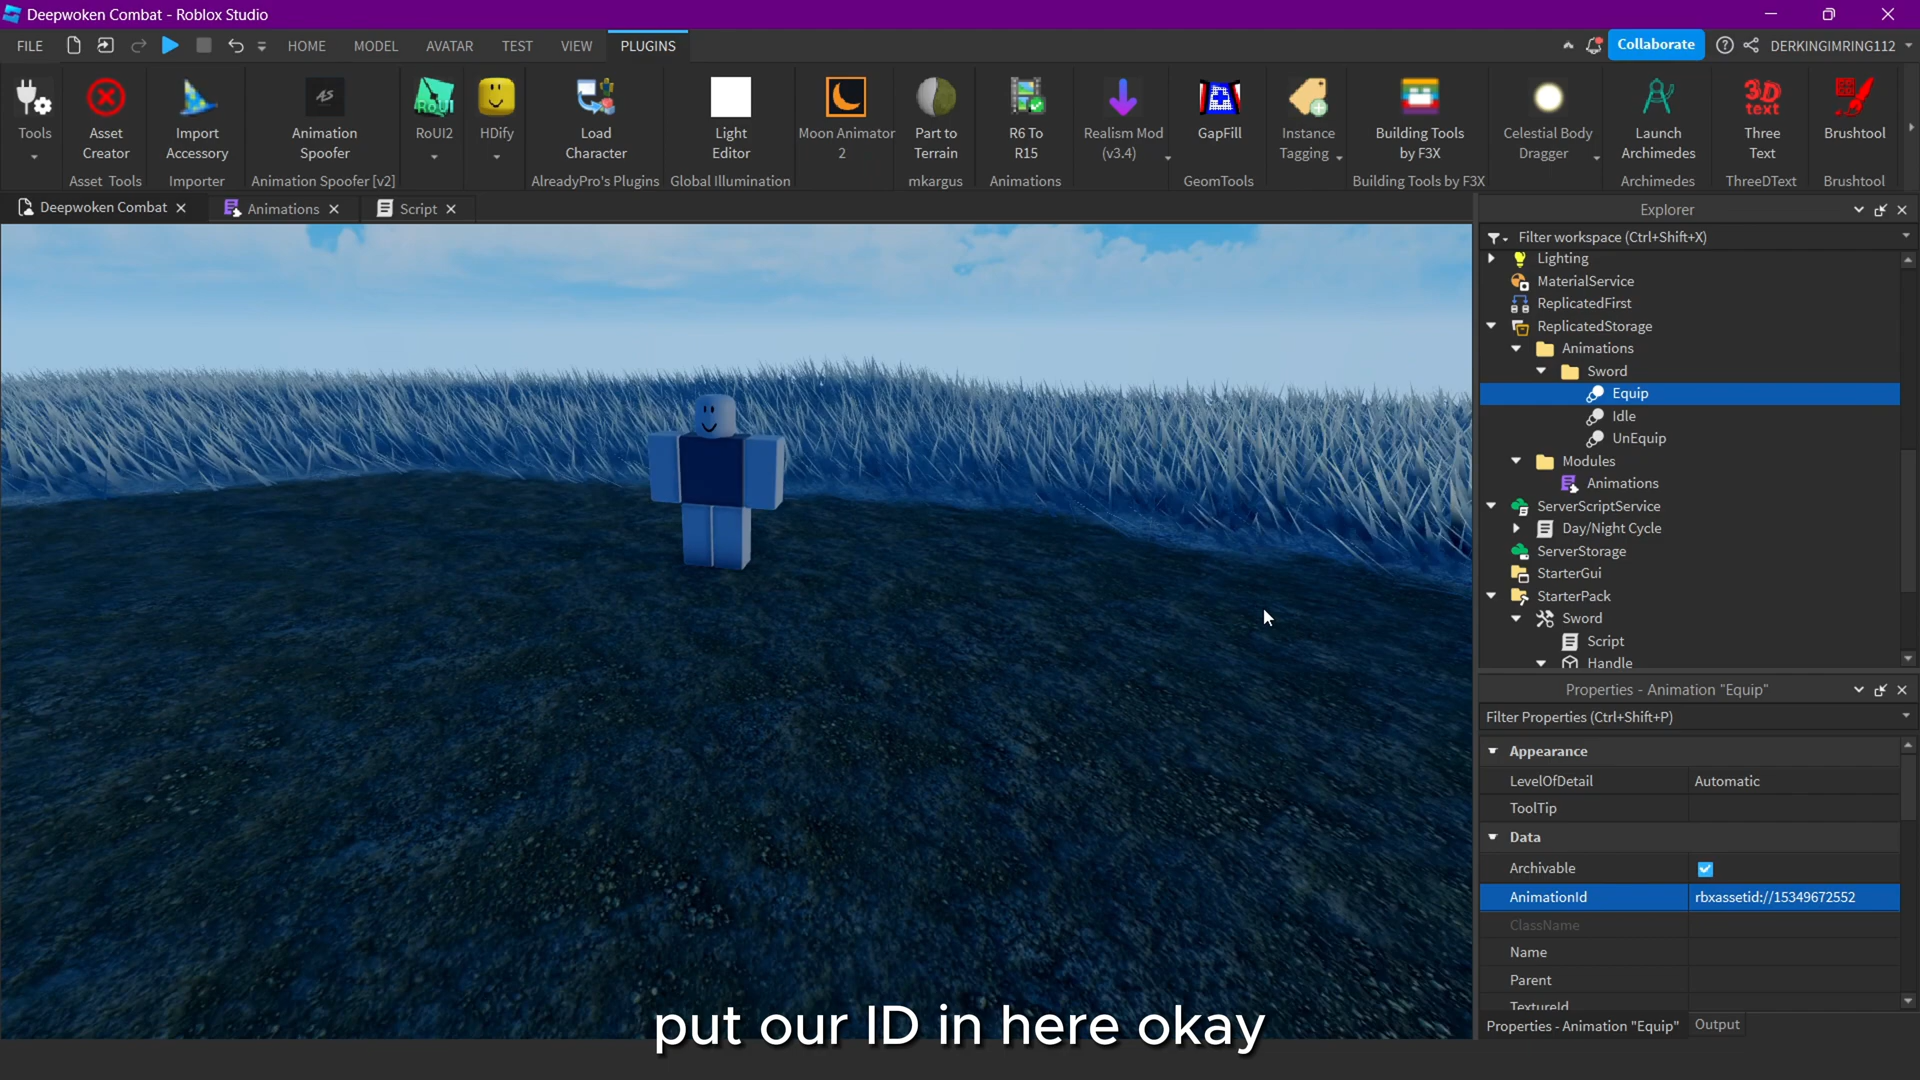 Deepwoken Combat - Roblox Studio
FILE HOME MODEL AVATAR TEST VIEW PLUGINS Collaborate DERKINGIMRING112
Tools
Asset Creator
Import Accessory
AS
Animation Spoofer
RoUI
RoUI2
HDify
Load Character
Light Editor
Moon Animator 2
Part to Terrain
R6 To R15
Realism Mod (v3.4)
GapFill
Instance Tagging
Building Tools by F3X
Celestial Body Dragger
Launch Archimedes
3D text
Three Text
Brushtool
Asset Tools Importer Animation Spoofer [v2] AlreadyPro's Plugins Global Illumination mkargus Animations GeomTools Building Tools by F3X Archimedes ThreeDText Brushtool
Deepwoken Combat Animations Script
Explorer
Filter workspace (Ctrl+Shift+X)
Lighting
MaterialService
ReplicatedFirst
ReplicatedStorage
Animations
Sword
Equip
Idle
UnEquip
Modules
Animations
ServerScriptService
Day/Night Cycle
ServerStorage
StarterGui
StarterPack
Sword
Script
Handle
Properties - Animation "Equip"
Filter Properties (Ctrl+Shift+P)
Appearance
LevelOfDetail Automatic
ToolTip
Data
Archivable
AnimationId rbxassetid://15349672552
ClassName
Name
Parent
TextureId
Properties - Animation "Equip" Output
put our ID in here okay